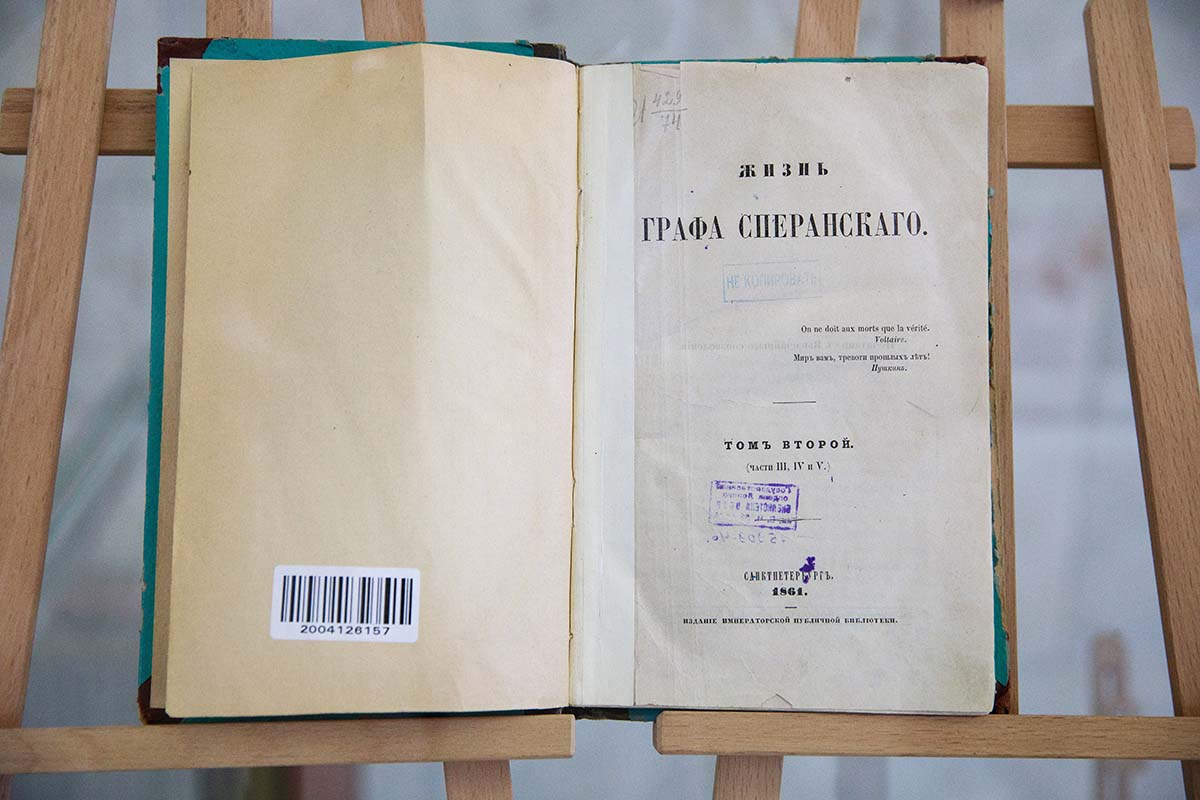 2004126157
429
74
ЖИЗНЬ
ГРАФА СПЕРАНСКАГО.
НЕ КОПИРОВАТЬ
On ne doit aux morts que la vérité.
Voltaire.
Миръ вамъ, тревоги прошлыхъ лѣтъ!
Пушкинъ.
ТОМЪ ВТОРОЙ.
(ЧАСТИ III, IV и V.)
САНКТПЕТЕРБУРГЪ.
1861.
ИЗДАНІЕ ИМПЕРАТОРСКОЙ ПУБЛИЧНОЙ БИБЛІОТЕКИ.